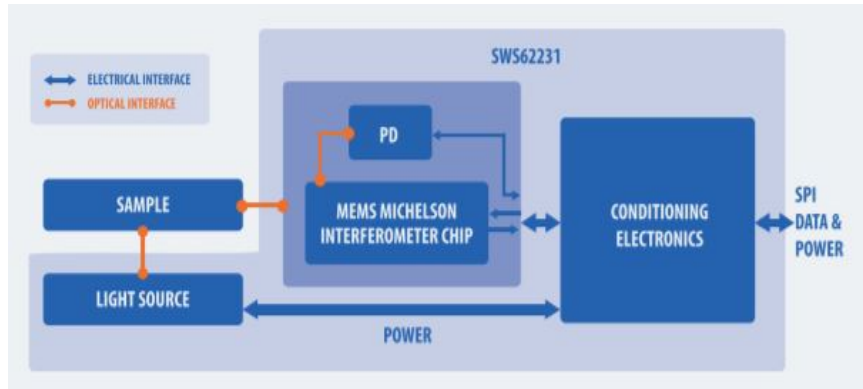 SWS62231
ELECTRICAL INTERFACE
OPTICAL INTERFACE
PD
SAMPLE
MEMS MICHELSON
INTERFEROMETER CHIP
CONDITIONING
ELECTRONICS
SPI
DATA &
POWER
LIGHT SOURCE
POWER